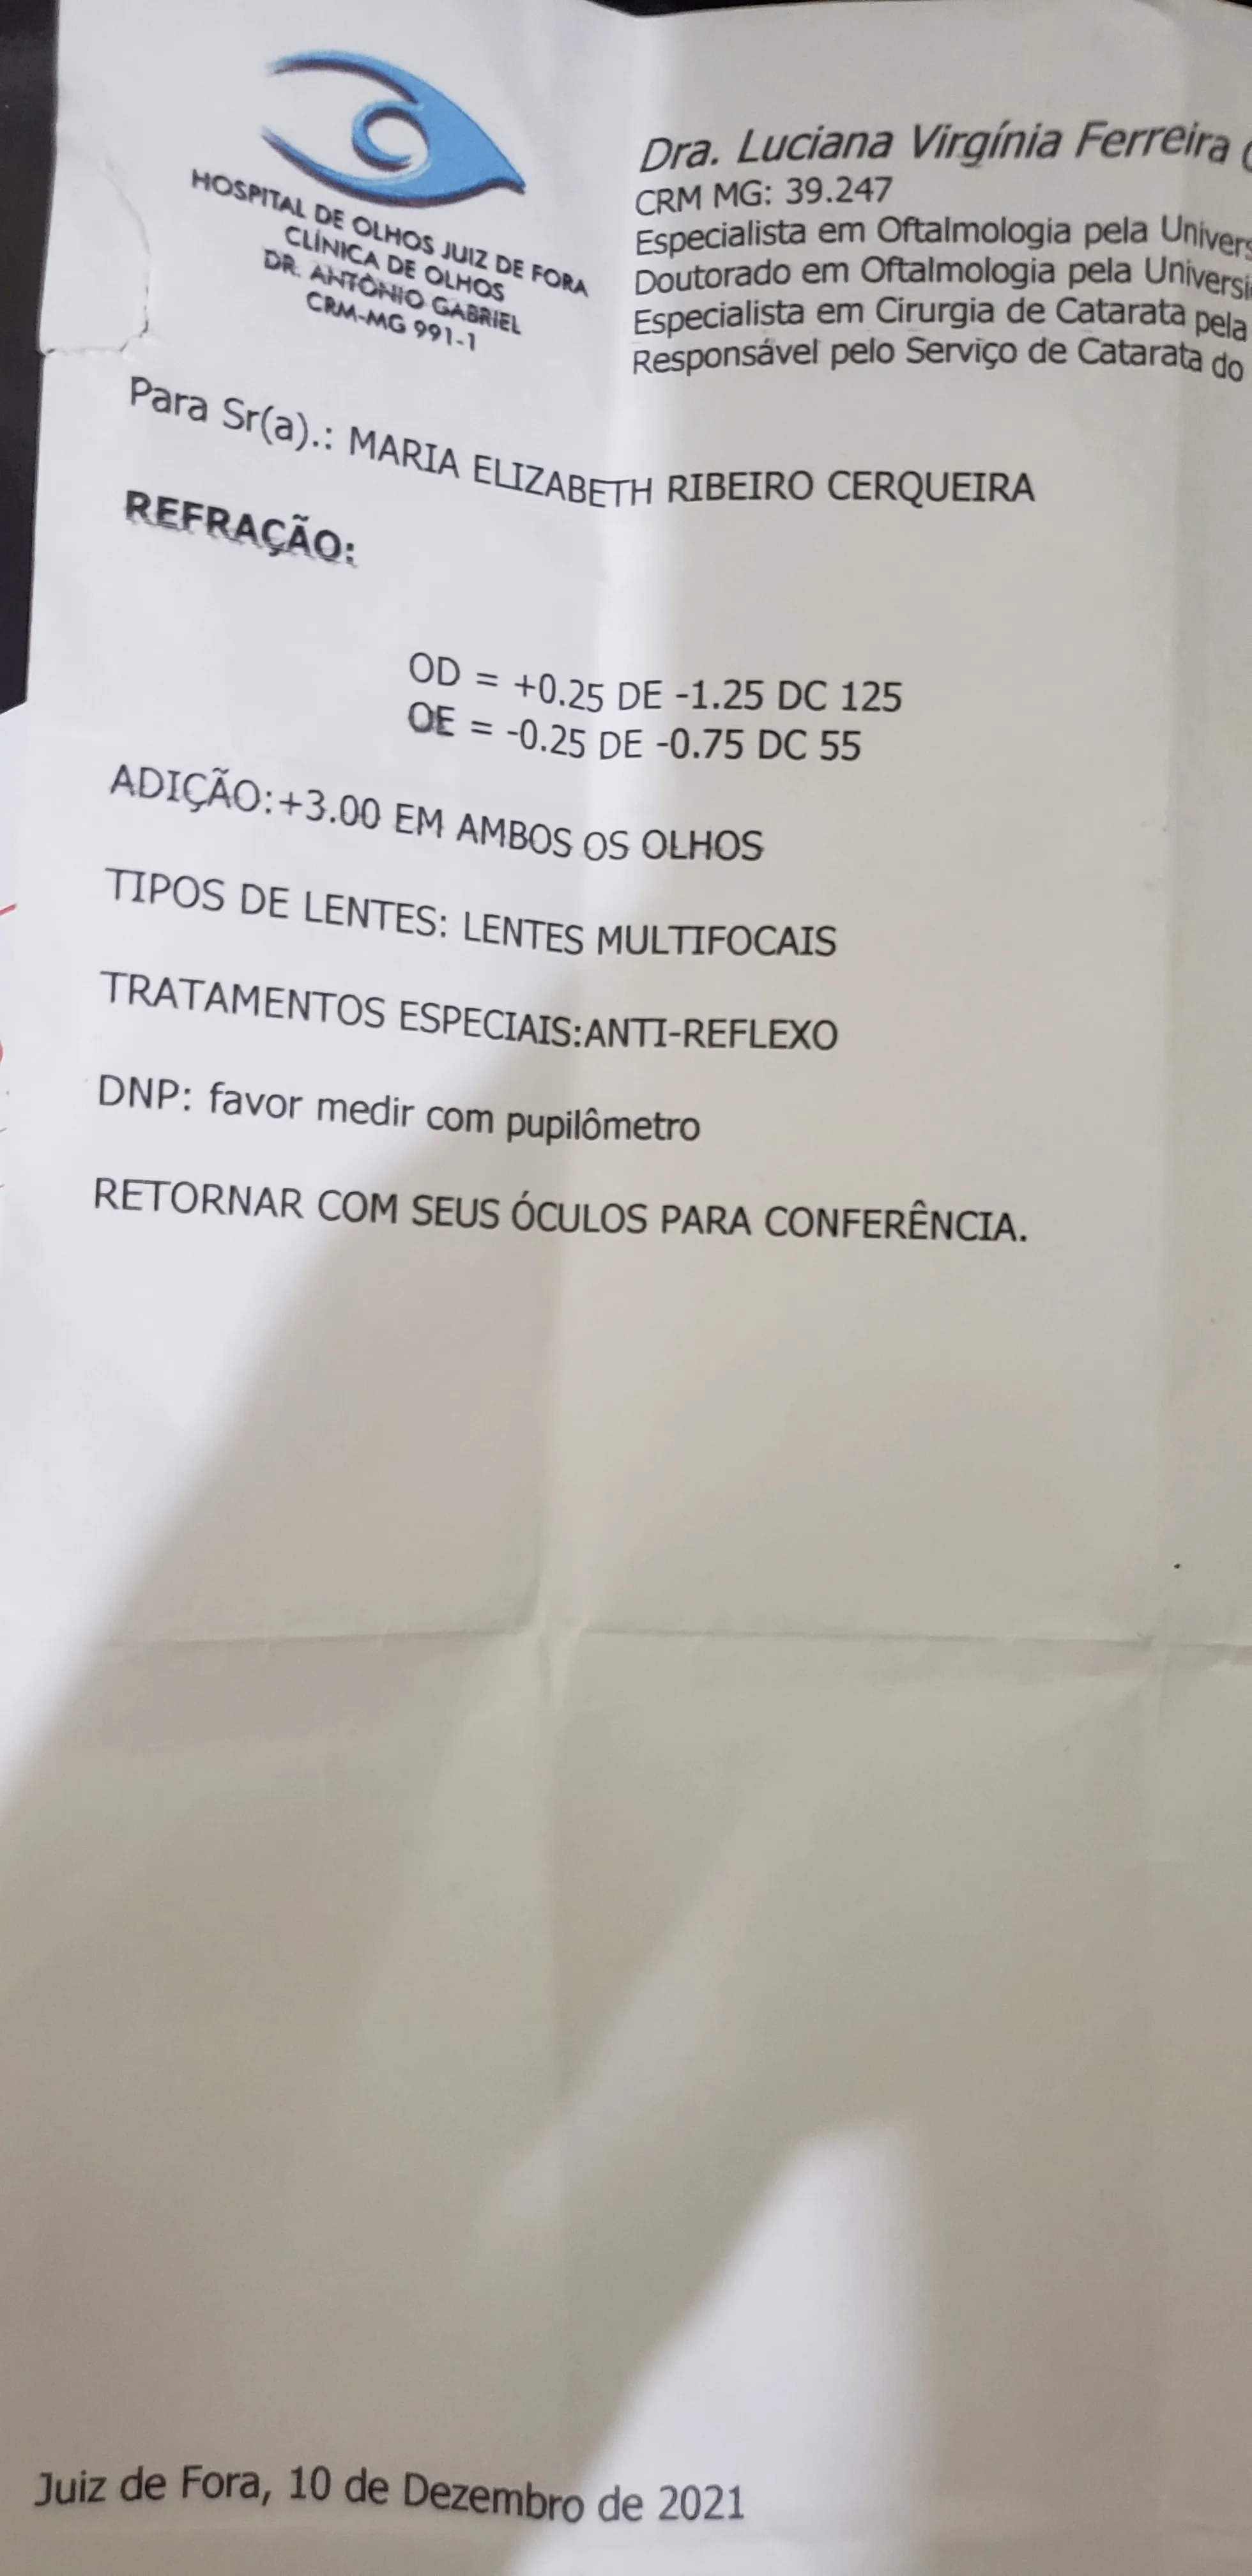 HOSPITAL DE OLHOS JUIZ DE FORA
CLÍNICA DE OLHOS
DR. ANTÔNIO GABRIEL
CRM-MG 991-1
Dra. Luciana Virgínia Ferreira
CRM MG: 39.247
Especialista em Oftalmologia pela
Doutorado em Oftalmologia pela
Especialista em Cirurgia de Catarata pela
Responsável pelo Serviço de Catarata do
Para Sr(a).: MARIA ELIZABETH RIBEIRO CERQUEIRA
REFRAÇÃO:
OD = +0.25 DE -1.25 DC 125
OE = -0.25 DE -0.75 DC 55
ADIÇÃO:+3.00 EM AMBOS OS OLHOS
TIPOS DE LENTES: LENTES MULTIFOCAIS
TRATAMENTOS ESPECIAIS:ANTI-REFLEXO
DNP: favor medir com pupilômetro
RETORNAR COM SEUS ÓCULOS PARA CONFERÊNCIA.
Juiz de Fora, 10 de Dezembro de 2021